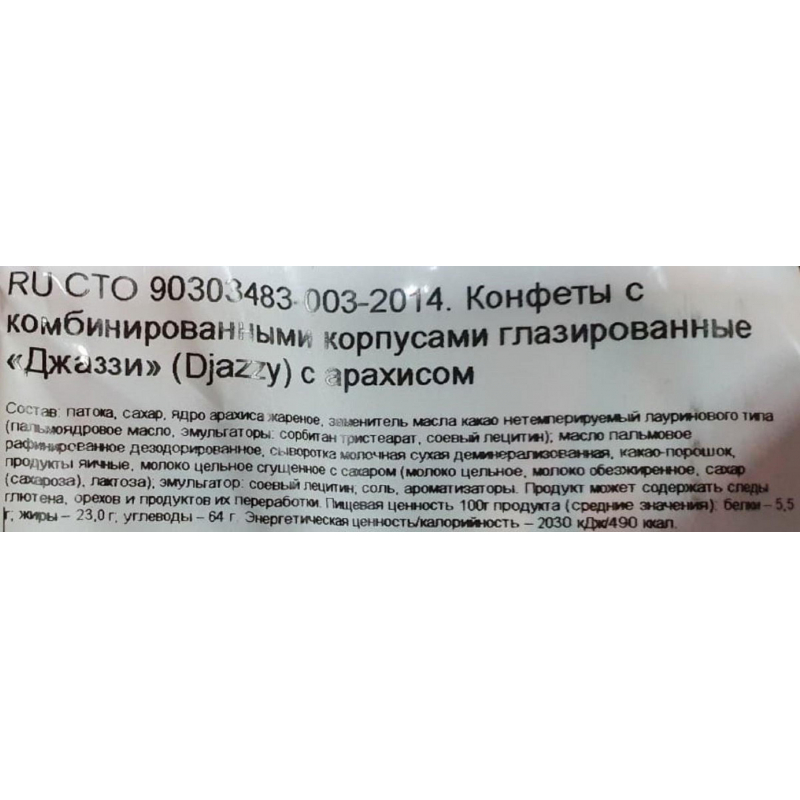 RU СТО 90303483-003-2014. Конфеты с
комбинированными корпусами глазированные
«Джаззи» (Djazzy) с арахисом
Состав: патока, сахар, ядро арахиса жареное, заменитель масла какао нетемперируемый лауринового типа
(пальмоядровое масло, эмульгаторы: сорбитан тристеарат, соевый лецитин); масло пальмовое
рафинированное дезодорированное, сыворотка молочная сухая деминерализованная, какао-порошок,
продукты яичные, молоко цельное сгущенное с сахаром (молоко цельное, молоко обезжиренное, сахар
(сахароза), лактоза), эмульгатор: соевый лецитин, соль, ароматизаторы. Продукт может содержать следы
глютена, орехов и продуктов их переработки. Пищевая ценность 100г продукта (средние значения): белки – 5,5
г; жиры – 23,0 г; углеводы – 64 г. Энергетическая ценность/калорийность – 2030 кДж/490 ккал.